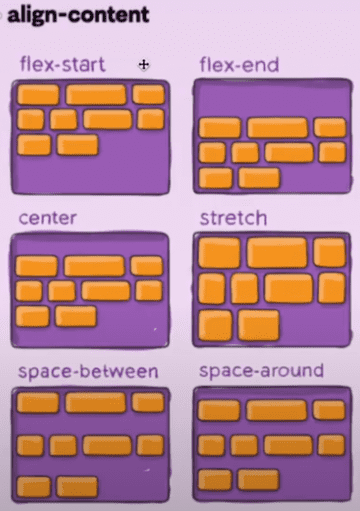 align-content
flex-start
flex-end
center
stretch
space-between
space-around